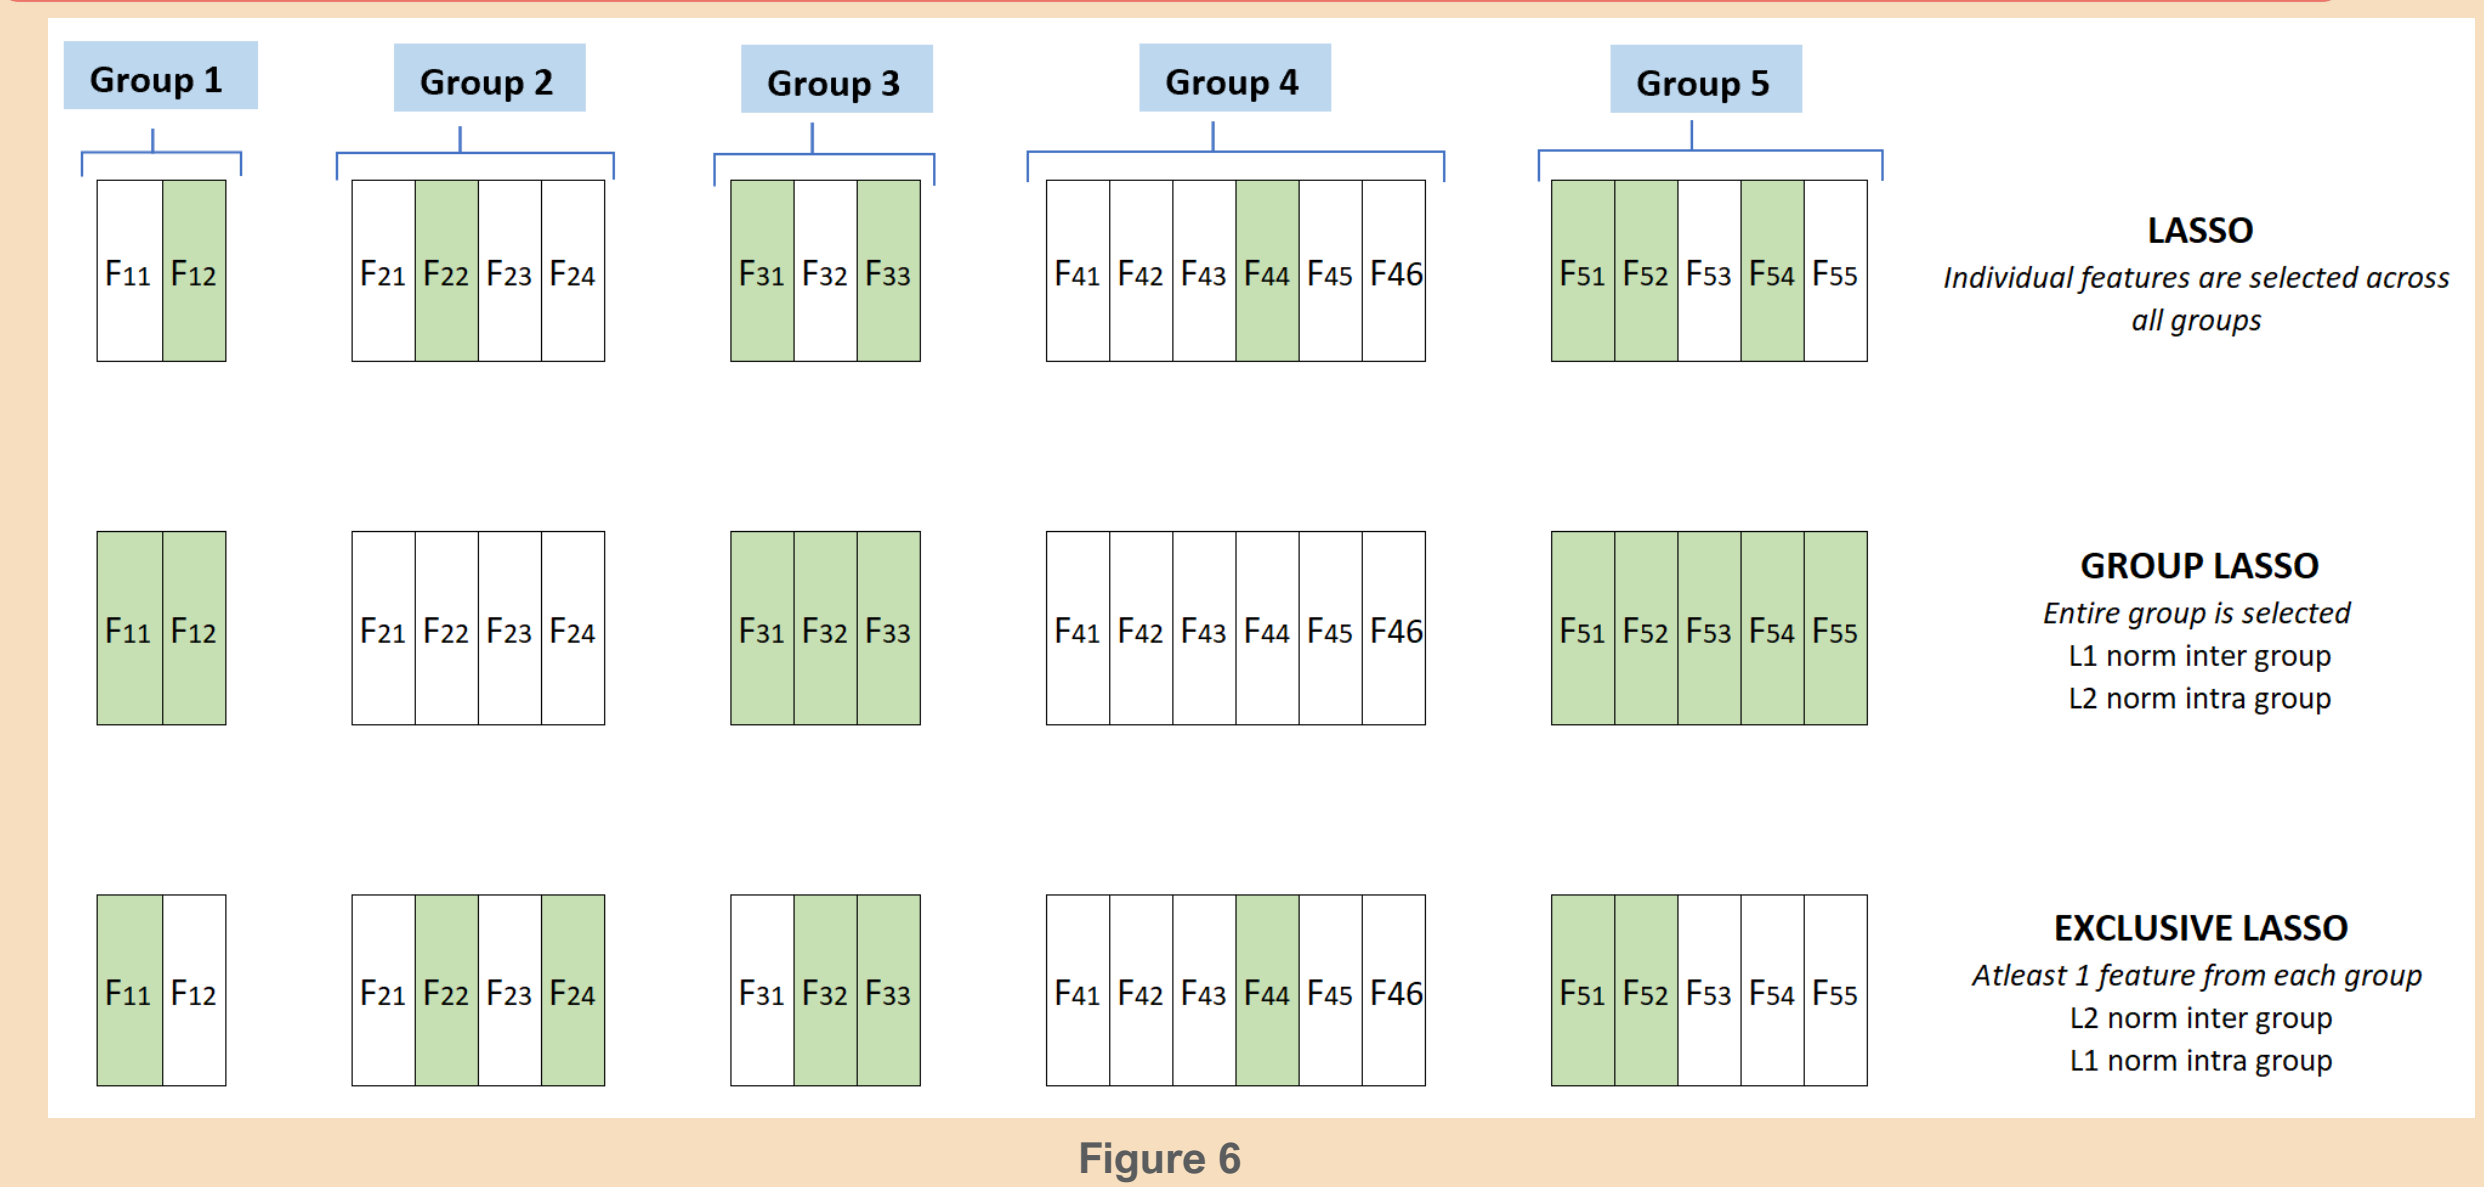 Group 1
Group 2
Group 3
Group 4
Group 5
F11 F12
F21 F22 F23 F24
F31 F32 F33
F41 F42 F43 F44 F45 F46
F51 F52 F53 F54 F55
LASSO
Individual features are selected across
all groups
F11 F12
F21 F22 F23 F24
F31 F32 F33
F41 F42 F43 F44 F45 F46
F51 F52 F53 F54 F55
GROUP LASSO
Entire group is selected
L1 norm inter group
L2 norm intra group
F11 F12
F21 F22 F23 F24
F31 F32 F33
F41 F42 F43 F44 F45 F46
F51 F52 F53 F54 F55
EXCLUSIVE LASSO
Atleast 1 feature from each group
L2 norm inter group
L1 norm intra group
Figure 6